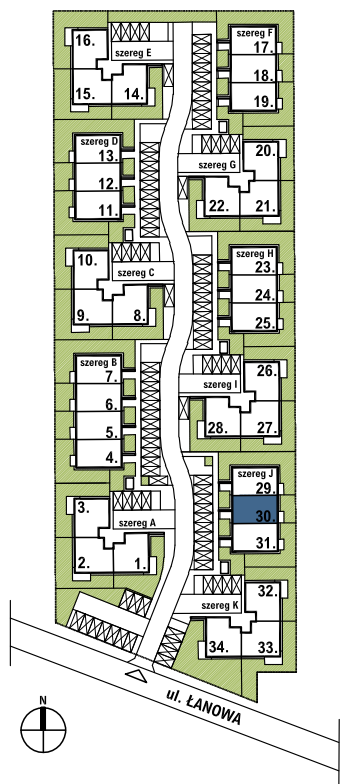 16.
szereg E
15.
14.
szereg F
17.
18.
19.
szereg D
13.
12.
11.
20.
szereg G
22.
21.
10.
szereg C
9.
8.
szereg H
23.
24.
25.
szereg B
7.
6.
5.
4.
26.
szereg I
28.
27.
szereg J
29.
30.
31.
3.
szereg A
2.
1.
32.
szereg K
34.
33.
ul. ŁANOWA
N